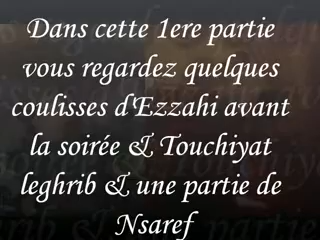 Dans cette 1ere partie
vous regardez quelques
coulisses d'Ezzahi avant
la soirée & Touchiyat
leghrib & une partie de
Nsaref